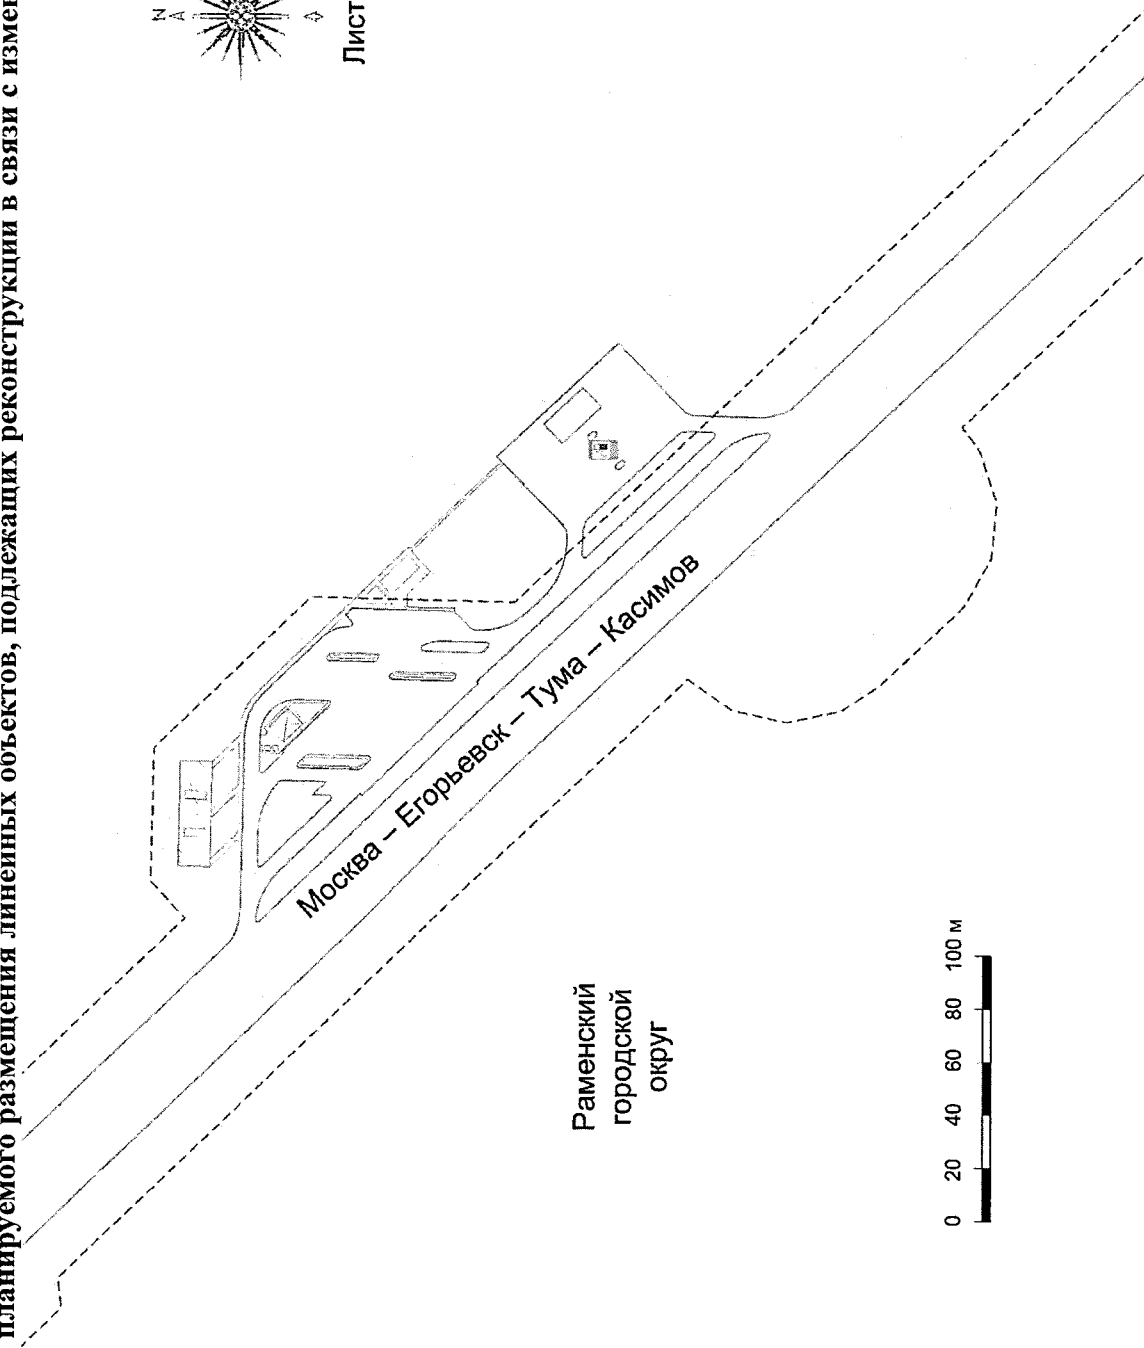 планируемого размещения линейных объектов, подлежащих реконструкции в связи с
N
Лист
Москва – Егорьевск – Тума – Касимов
Раменский
городской
округ
0 20 40 60 80 100 м